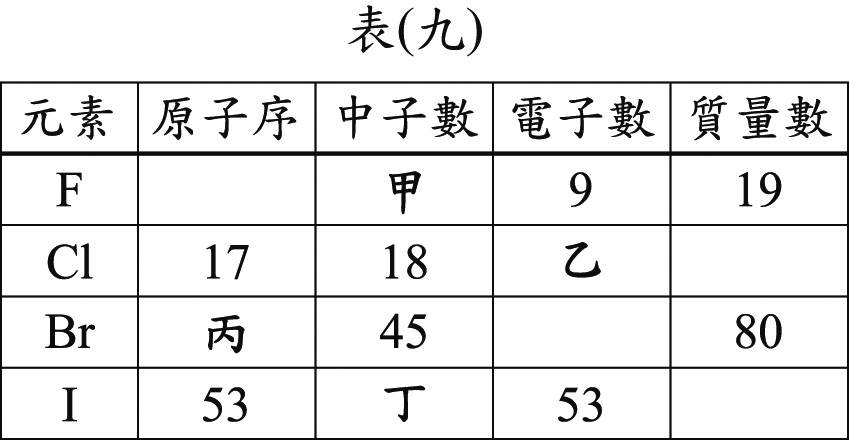 表(九)
元素 原子序 中子數 電子數 質量數
F 甲 9 19
Cl 17 18 乙
Br 丙 45 80
I 53 丁 53